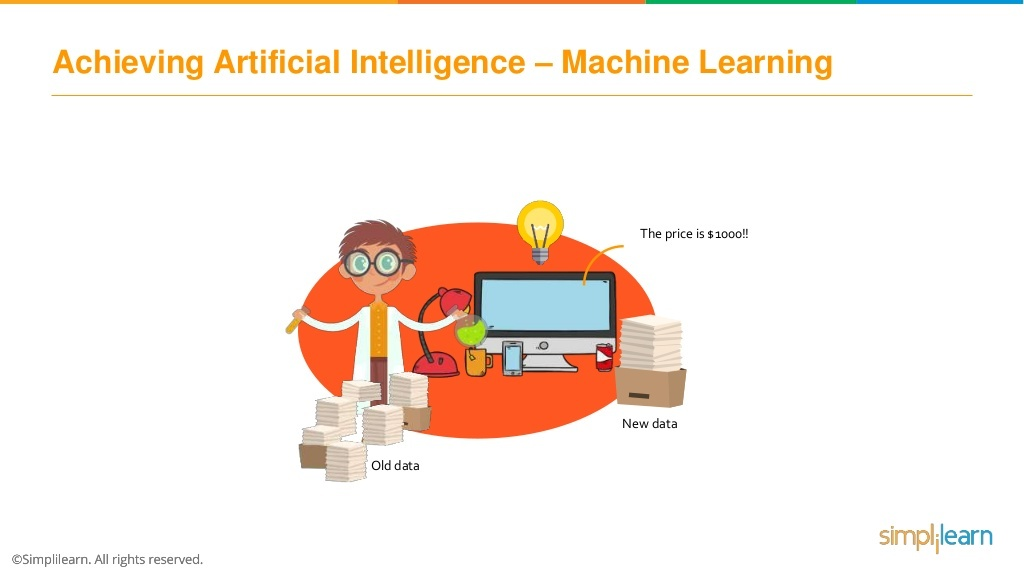 Achieving Artificial Intelligence – Machine Learning
The price is $1000!!
New data
Old data
simplilearn
©Simplilearn. All rights reserved.